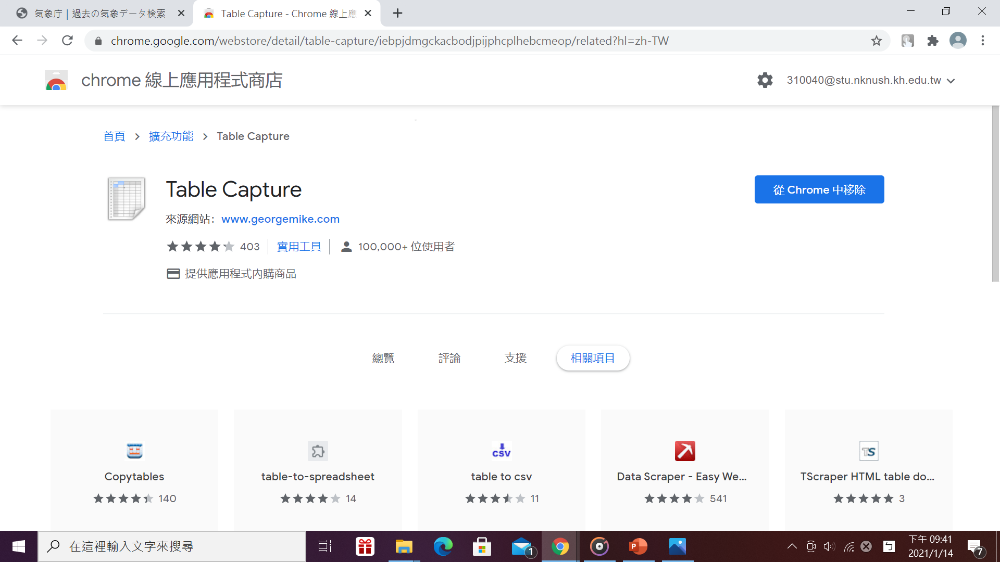 気象庁 | 過去の気象データ検索
Table Capture - Chrome 線上應
chrome.google.com/webstore/detail/table-capture/iebpjdmgckacbodjpijphcplhebcmeop/related?hl=zh-TW
chrome 線上應用程式商店
310040@stu.nknush.kh.edu.tw
首頁 > 擴充功能 > Table Capture
Table Capture
從 Chrome 中移除
來源網站: www.georgemike.com
403 實用工具 100,000+ 位使用者
提供應用程式內購商品
總覽 評論 支援 相關項目
csv
TS
Copytables table-to-spreadsheet table to csv Data Scraper - Easy We... TScraper HTML table do...
140 14 11 541 3
在這裡輸入文字來搜尋
1
P
ㄅ
下午 09:41
2021/1/14
7